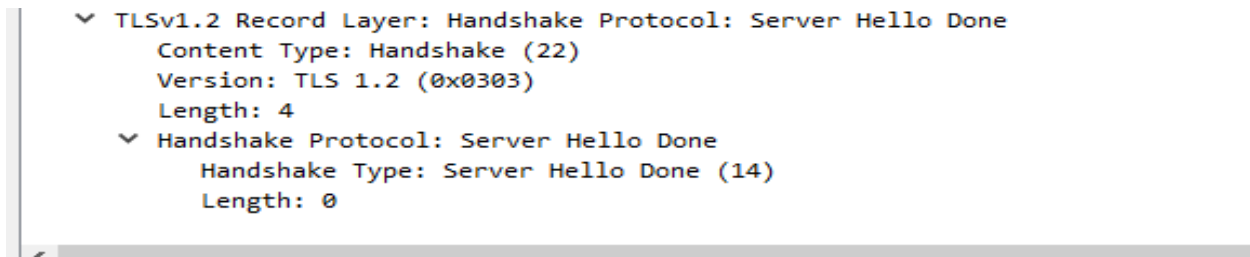 TLSv1.2 Record Layer: Handshake Protocol: Server Hello Done
Content Type: Handshake (22)
Version: TLS 1.2 (0x0303)
Length: 4
Handshake Protocol: Server Hello Done
Handshake Type: Server Hello Done (14)
Length: 0